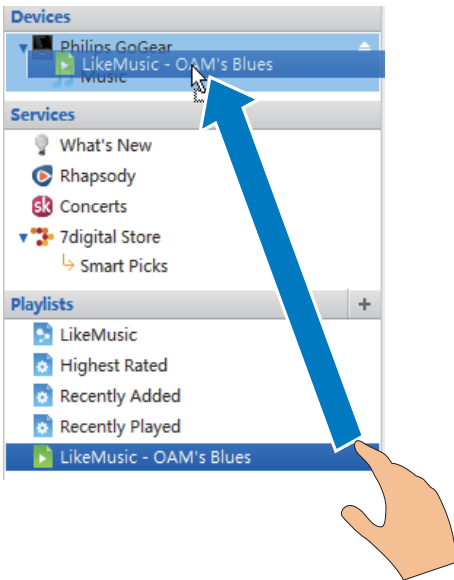 Devices
Philips GoGear
LikeMusic - OAM's Blues
Music
Services
What's New
Rhapsody
sk Concerts
7digital Store
Smart Picks
Playlists +
LikeMusic
Highest Rated
Recently Added
Recently Played
LikeMusic - OAM's Blues